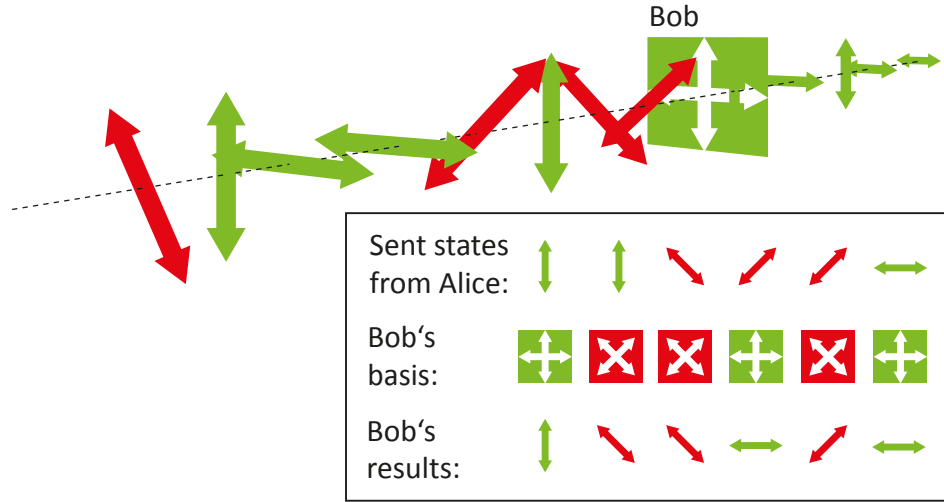 Bob
Sent states
from Alice:
Bob‘s
basis:
Bob‘s
results: